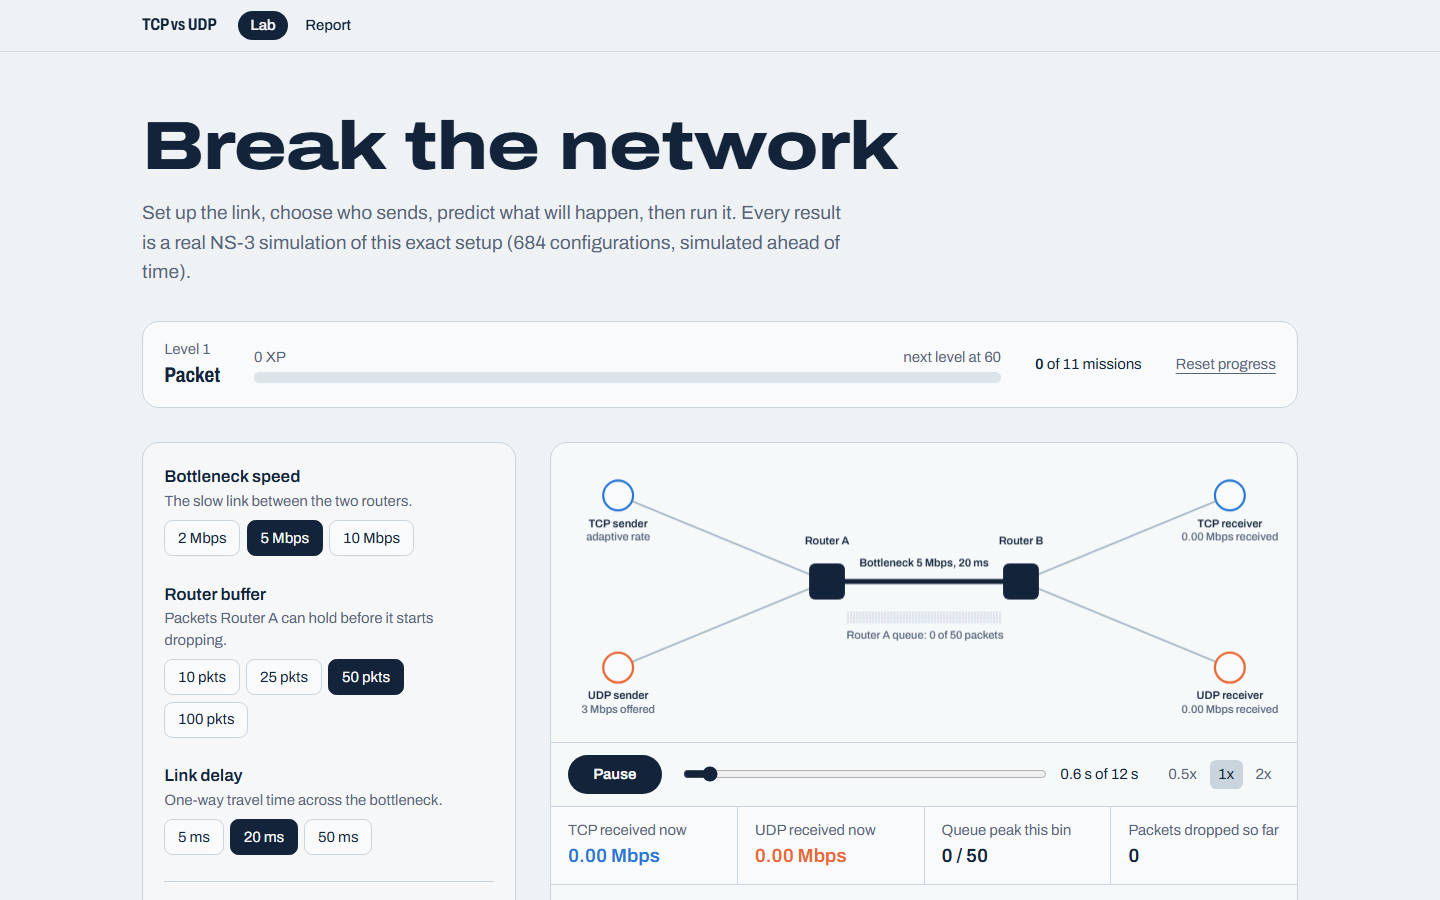 TCP vs UDP
Lab
Report
Break the network
Set up the link, choose who sends, predict what will happen, then run it. Every result
is a real NS-3 simulation of this exact setup (684 configurations, simulated ahead of
time).
Level 1
Packet
0 XP
next level at 60
0 of 11 missions
Reset progress
Bottleneck speed
The slow link between the two routers.
2 Mbps
5 Mbps
10 Mbps
Router buffer
Packets Router A can hold before it starts
dropping.
10 pkts
25 pkts
50 pkts
100 pkts
Link delay
One-way travel time across the bottleneck.
5 ms
20 ms
50 ms
TCP sender
adaptive rate
TCP receiver
0.00 Mbps received
Router A
Router B
Bottleneck 5 Mbps, 20 ms
Router A queue: 0 of 50 packets
UDP sender
3 Mbps offered
UDP receiver
0.00 Mbps received
Pause
0.6 s of 12 s
0.5x
1x
2x
TCP received now
0.00 Mbps
UDP received now
0.00 Mbps
Queue peak this bin
0 / 50
Packets dropped so far
0